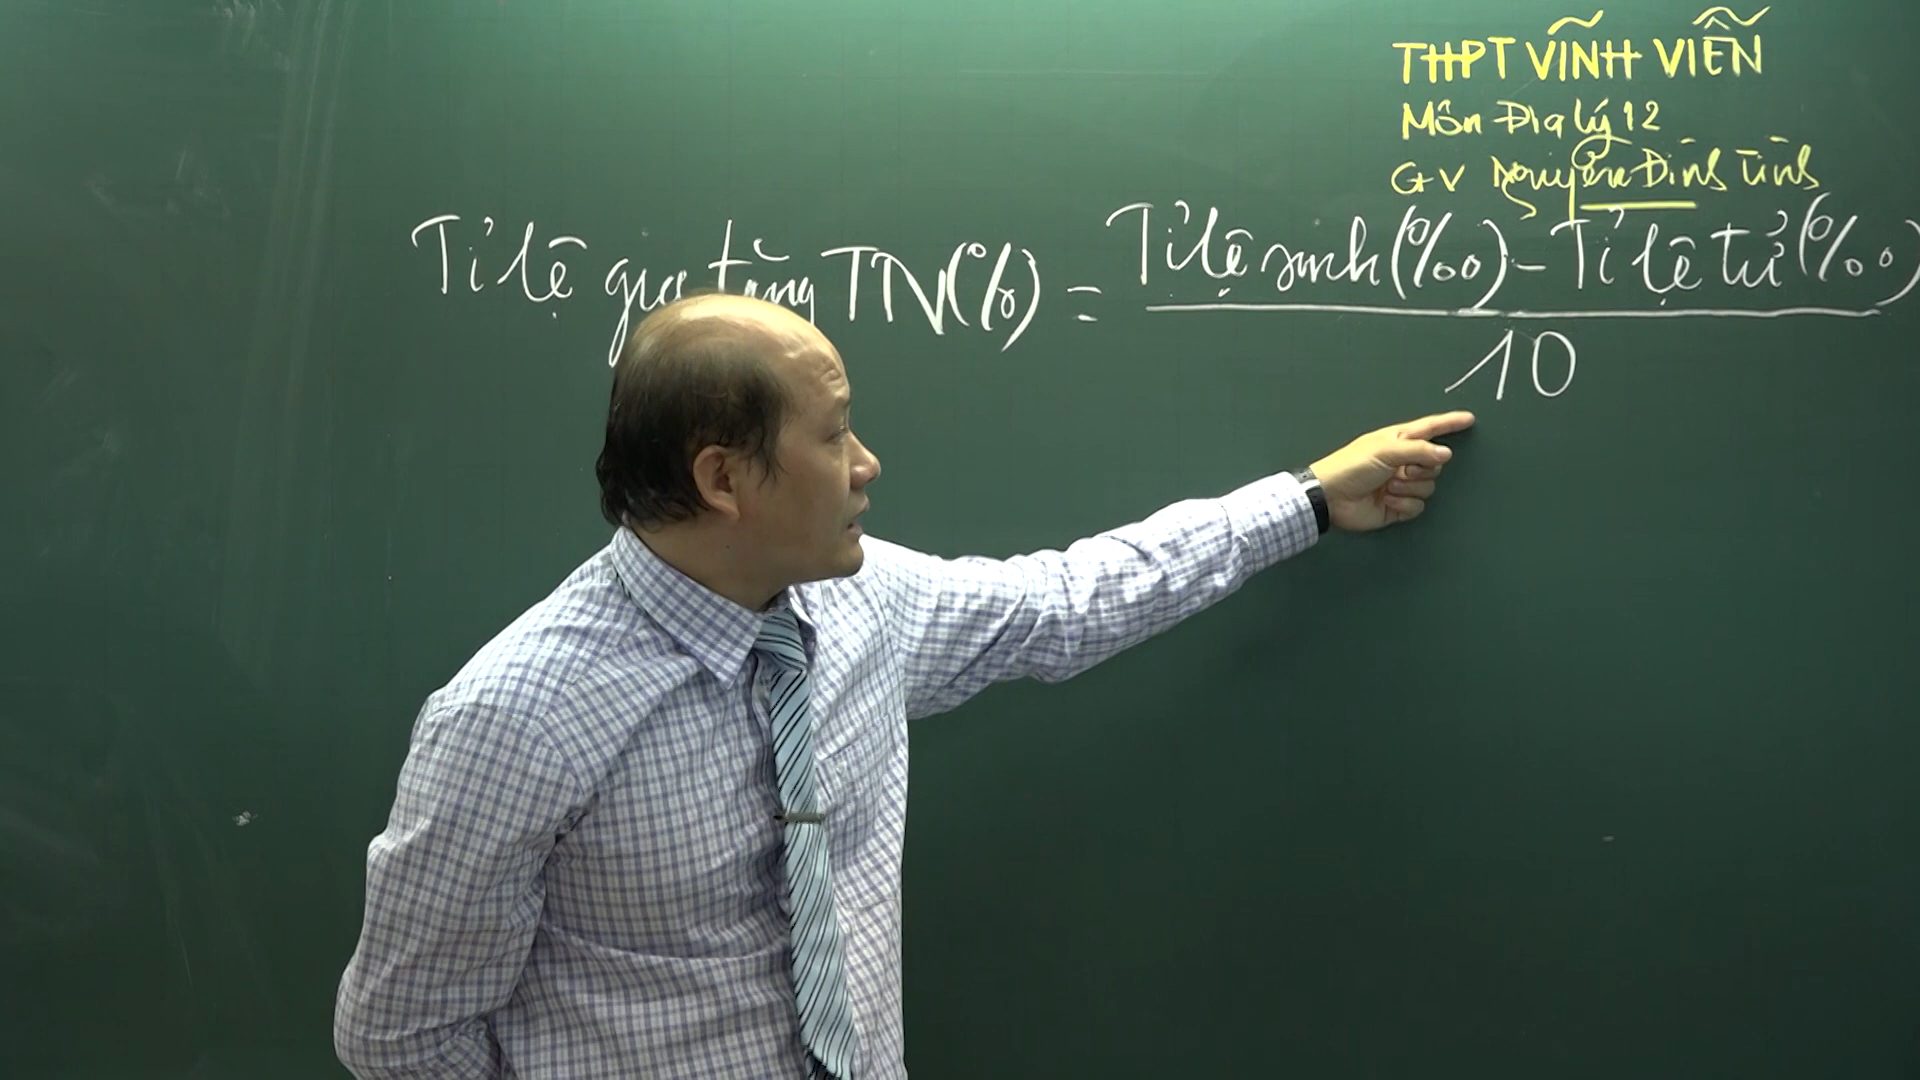 THPT VĨNH VIỄN
Môn Địa lý 12
GV Nguyễn Đình Tình
Tỉ lệ gia tăng TN(%) = Tỉ lệ sinh (‰) - Tỉ lệ tử (‰)
10